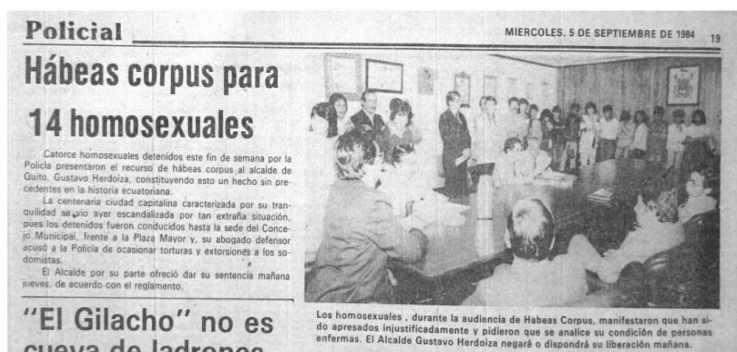 Policial
MIERCOLES, 5 DE SEPTIEMBRE DE 1984 19
Hábeas corpus para
14 homosexuales
Catorce homosexuales detenidos este fin de semana por la
Policía presentaron el recurso de hábeas corpus al alcalde de
Quito, Gustavo Herdoiza, constituyendo esto un hecho sin pre-
cedentes en la historia ecuatoriana.
La centenaria ciudad capitalina caracterizada por su tran-
quilidad se vio ayer escandalizada por tan extraña situación,
pues los detenidos fueron conducidos hasta la sede del Conce-
jo Municipal, frente a la Plaza Mayor y, su abogado defensor
acusó a la Policía de ocasionar torturas y extorsiones a los so-
domistas.
El Alcalde por su parte ofreció dar su sentencia mañana
jueves, de acuerdo con el reglamento.
Los homosexuales , durante la audiencia de Habeas Corpus, manifestaron que han si-
do apresados injustificadamente y pidieron que se analice su condición de personas
enfermas. El Alcalde Gustavo Herdoiza negará o dispondrá su liberación mañana.
"El Gilacho" no es
cueva de ladrones